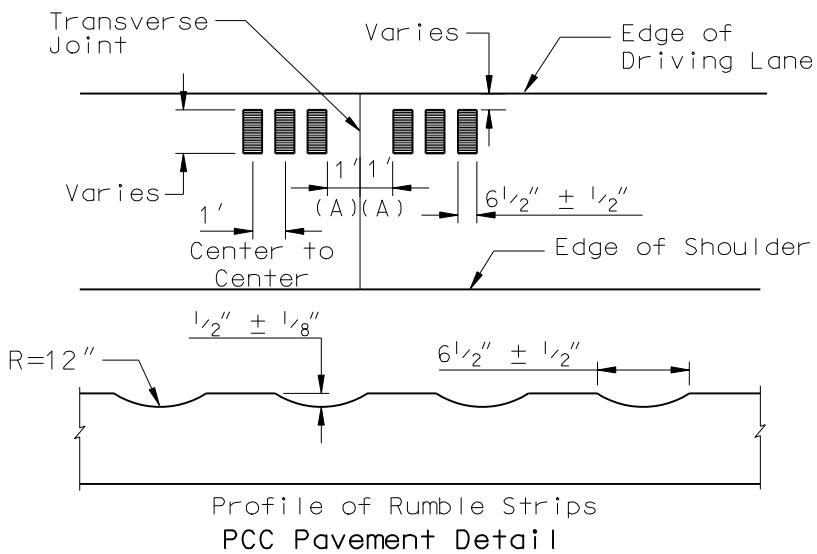 Transverse
Joint
Varies
Edge of
Driving Lane
Varies
1' 1'
(A) (A)
6 1/2" ± 1/2"
1'
Center to
Center
Edge of Shoulder
1/2" ± 1/8"
R=12"
6 1/2" ± 1/2"
Profile of Rumble Strips
PCC Pavement Detail